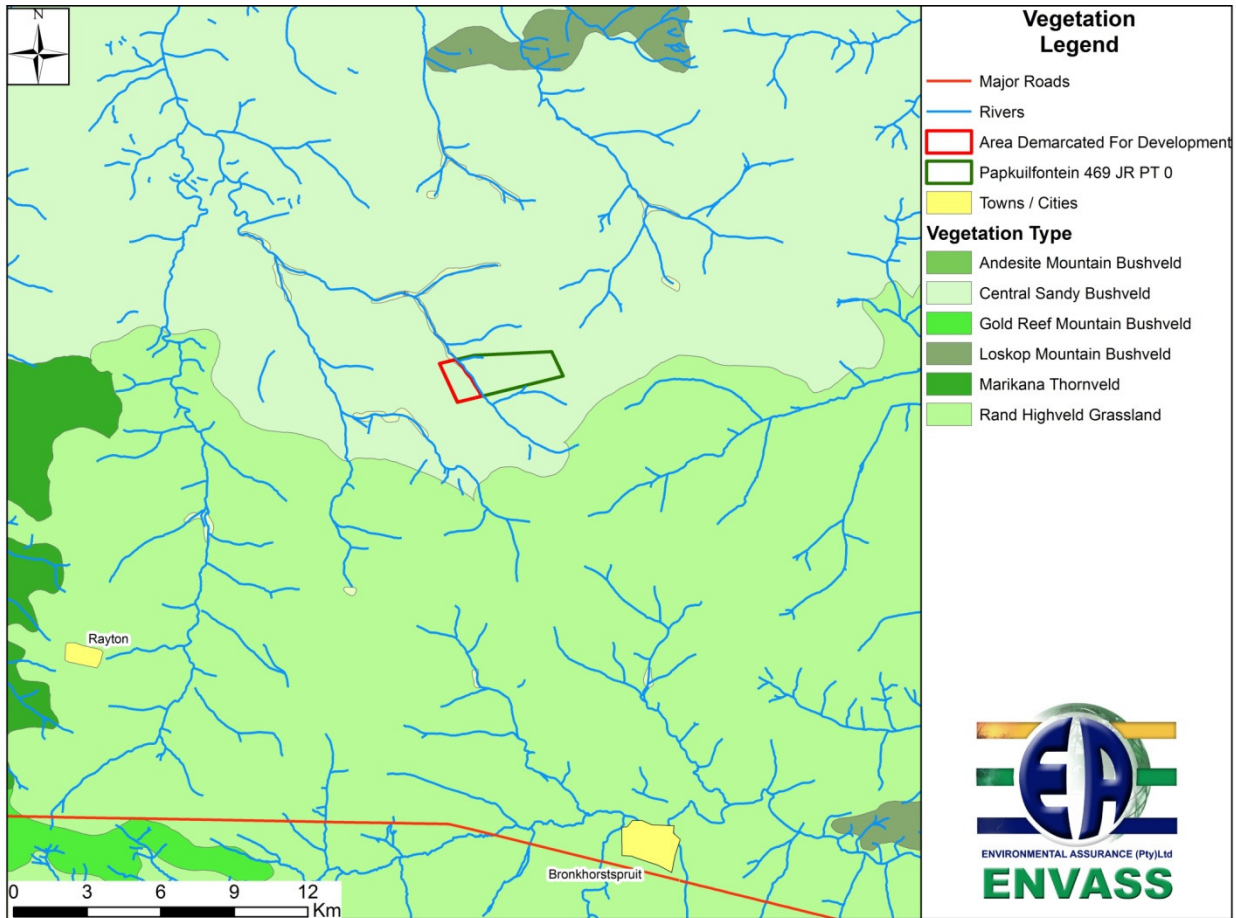 N
Rayton
Bronkhorstspruit
0 3 6 9 12
Km
Vegetation
Legend
Major Roads
Rivers
Area Demarcated For Development
Papkuilfontein 469 JR PT 0
Towns / Cities
Vegetation Type
Andesite Mountain Bushveld
Central Sandy Bushveld
Gold Reef Mountain Bushveld
Loskop Mountain Bushveld
Marikana Thornveld
Rand Highveld Grassland
EA
ENVIRONMENTAL ASSURANCE (Pty)Ltd
ENVASS